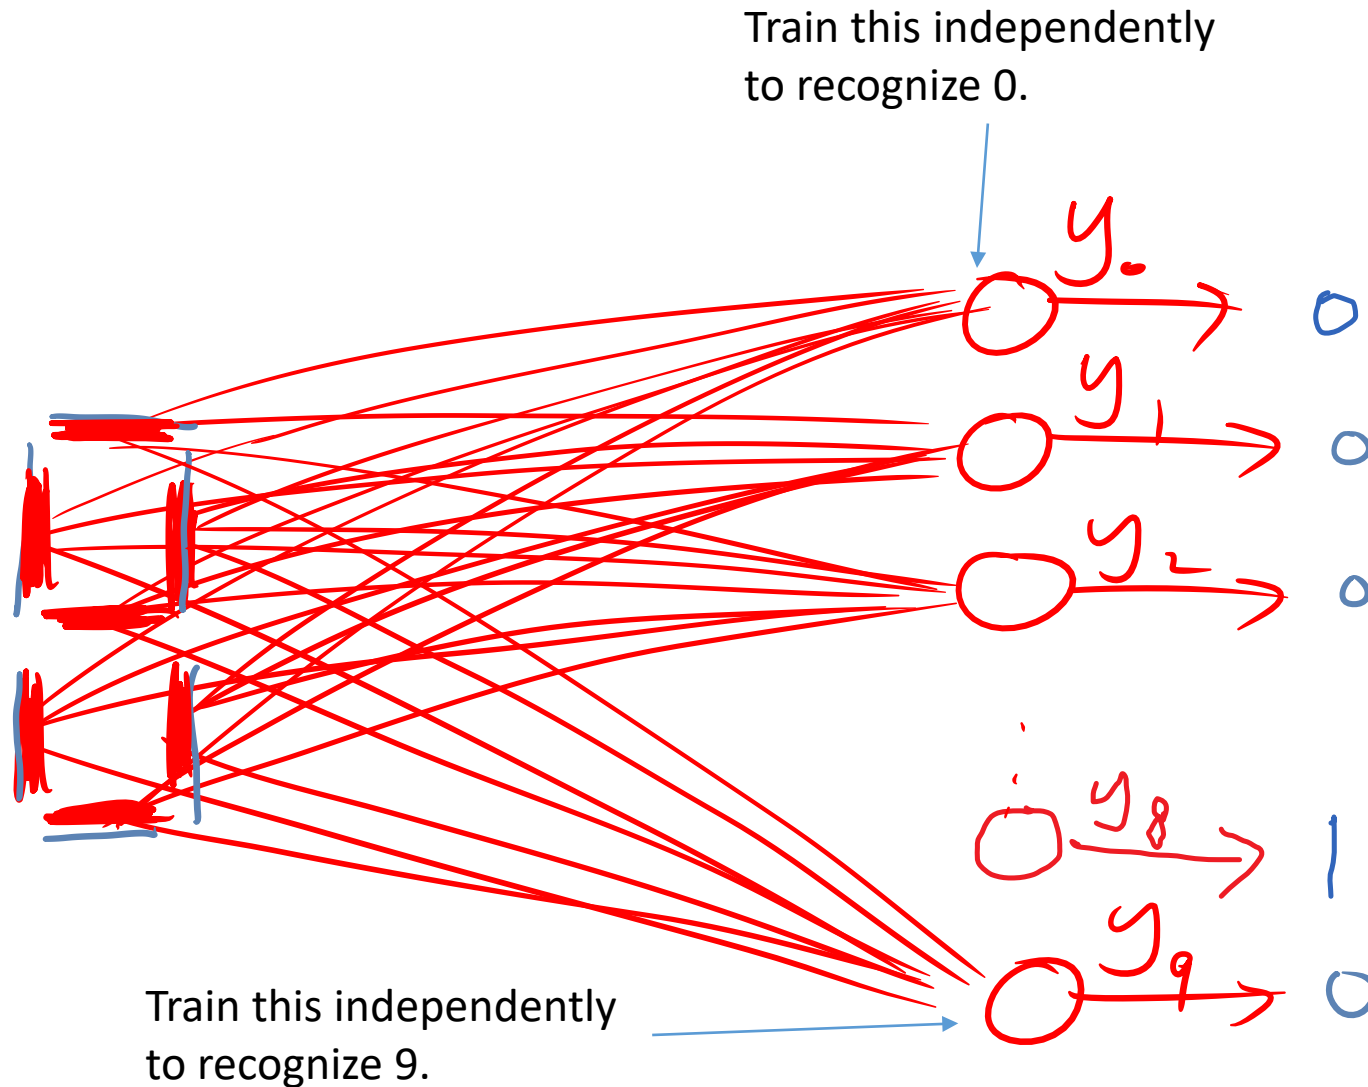 Train this independently
to recognize 0.
y0 0
y1 0
y2 0
y8 1
y9 0
Train this independently
to recognize 9.